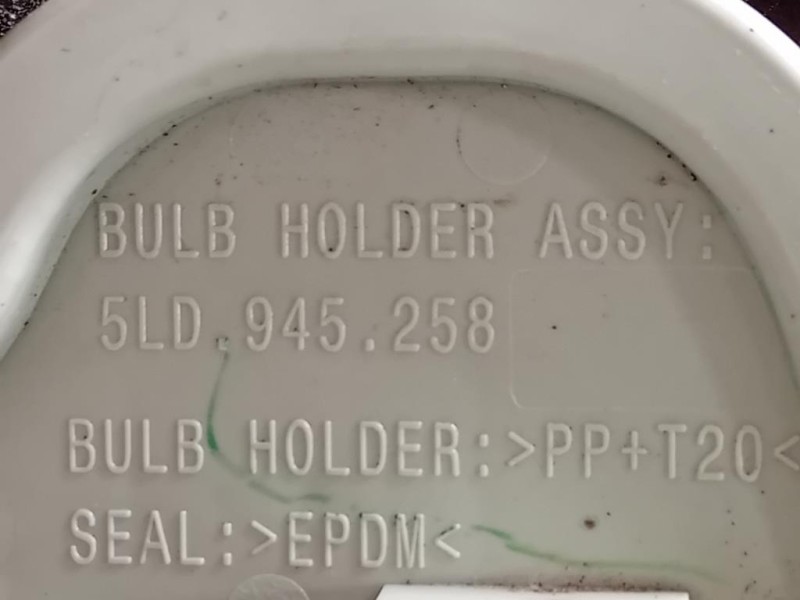 BULB HOLDER ASSY:
5LD.945.258
BULB HOLDER:>PP+T20<
SEAL:>EPDM<